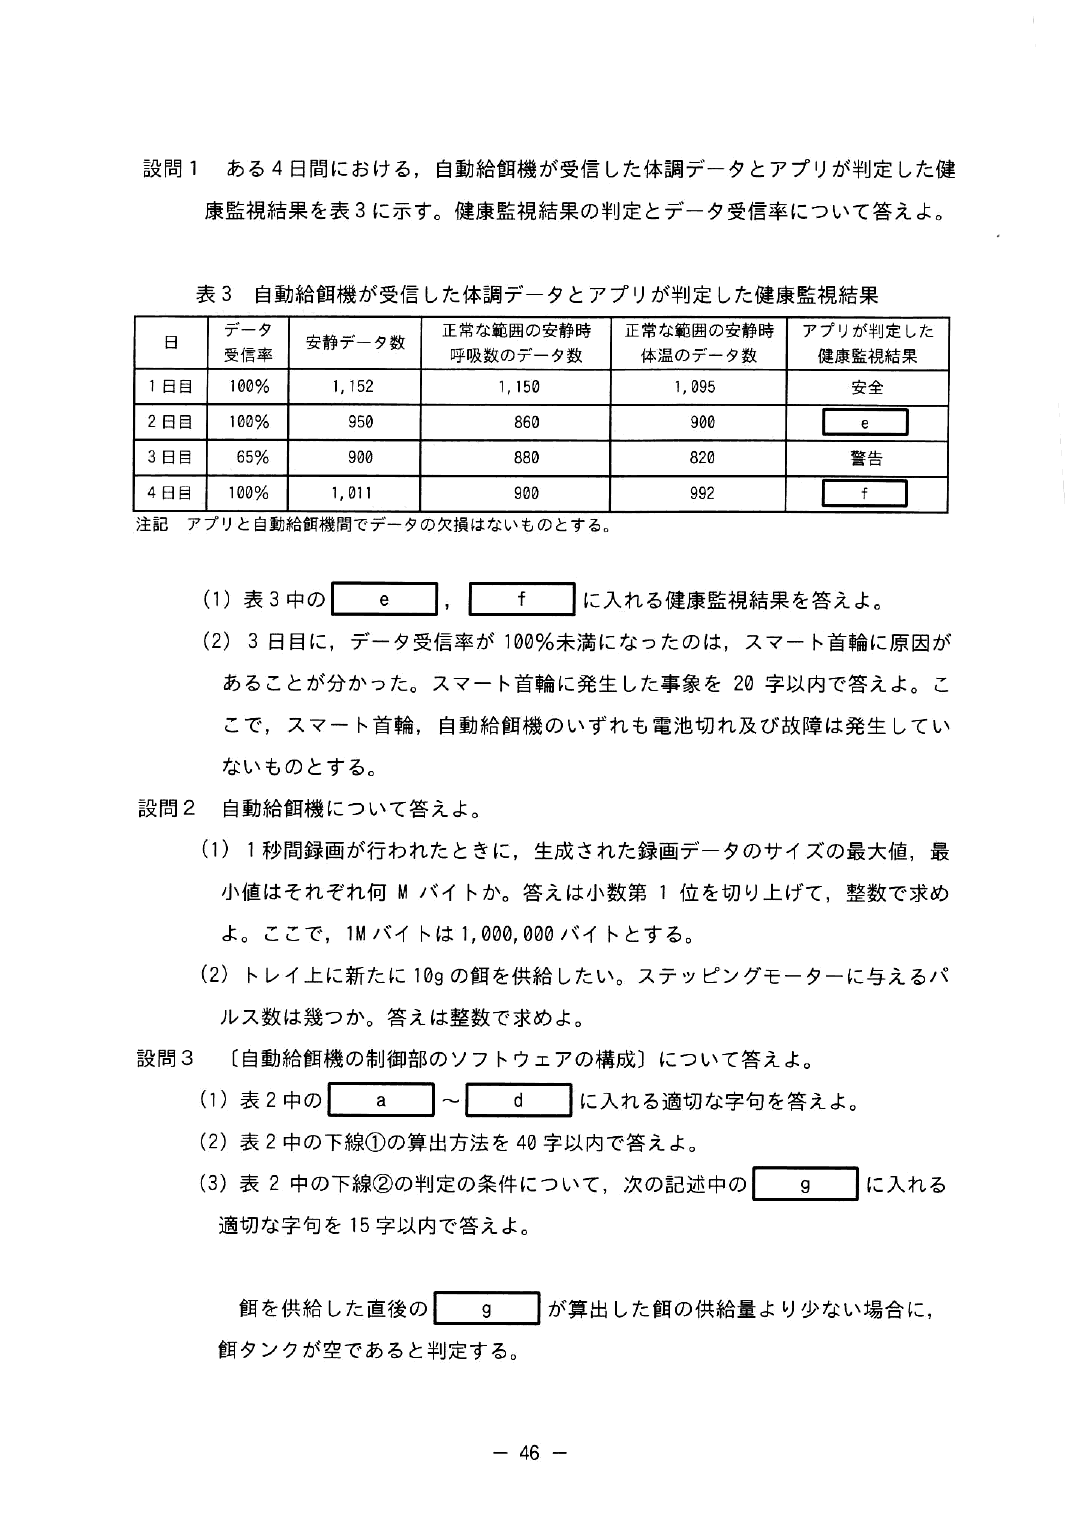 設問1　ある4日間における，自動給餌機が受信した体調データとアプリが判定した健
康監視結果を表3に示す。健康監視結果の判定とデータ受信率について答えよ。
表3　自動給餌機が受信した体調データとアプリが判定した健康監視結果
日　データ受信率　安静データ数　正常な範囲の安静時呼吸数のデータ数　正常な範囲の安静時体温のデータ数　アプリが判定した健康監視結果
1日目　100%　1,152　1,150　1,095　安全
2日目　100%　950　860　900　e
3日目　65%　900　880　820　警告
4日目　100%　1,011　900　992　f
注記　アプリと自動給餌機間でデータの欠損はないものとする。
(1) 表3中の e ， f に入れる健康監視結果を答えよ。
(2) 3日目に，データ受信率が 100%未満になったのは，スマート首輪に原因が
あることが分かった。スマート首輪に発生した事象を 20 字以内で答えよ。こ
こで，スマート首輪，自動給餌機のいずれも電池切れ及び故障は発生してい
ないものとする。
設問2　自動給餌機について答えよ。
(1) 1秒間録画が行われたときに，生成された録画データのサイズの最大値，最
小値はそれぞれ何 M バイトか。答えは小数第 1 位を切り上げて，整数で求め
よ。ここで，1Mバイトは1,000,000バイトとする。
(2) トレイ上に新たに10gの餌を供給したい。ステッピングモーターに与えるパ
ルス数は幾つか。答えは整数で求めよ。
設問3　〔自動給餌機の制御部のソフトウェアの構成〕について答えよ。
(1) 表2中の a ～ d に入れる適切な字句を答えよ。
(2) 表2中の下線①の算出方法を40字以内で答えよ。
(3) 表 2 中の下線②の判定の条件について，次の記述中の g に入れる
適切な字句を15字以内で答えよ。
餌を供給した直後の g が算出した餌の供給量より少ない場合に，
餌タンクが空であると判定する。
－ 46 －